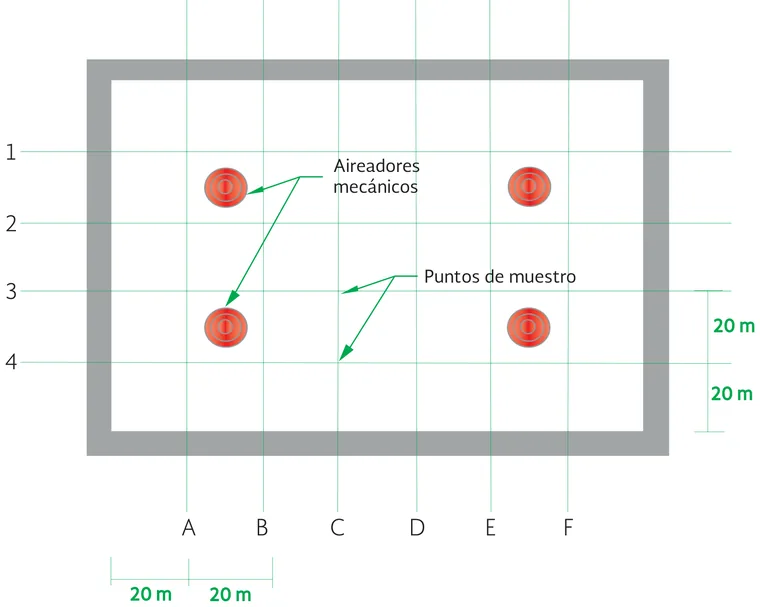 1
Aireadores
mecánicos
2
Puntos de muestro
3
20 m
4
20 m
A B C D E F
20 m 20 m